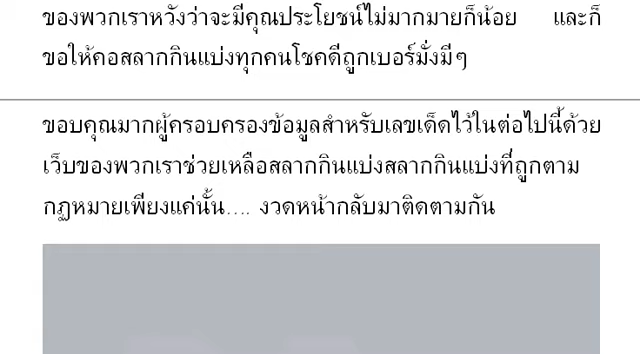 ของพวกเราหวังว่าจะมีคุณประโยชน์ไม่มากมายก็น้อย และก็
ขอให้คอสลากกินแบ่งทุกคนโชคดีถูกเบอร์มั่งมีๆ
ขอบคุณมากผู้ครอบครองข้อมูลสำหรับเลขเด็ดไว้ในต่อไปนี้ด้วย
เว็บของพวกเราช่วยเหลือสลากกินแบ่งสลากกินแบ่งที่ถูกตาม
กฏหมายเพียงแค่นั้น…. งวดหน้ากลับมาติดตามกัน